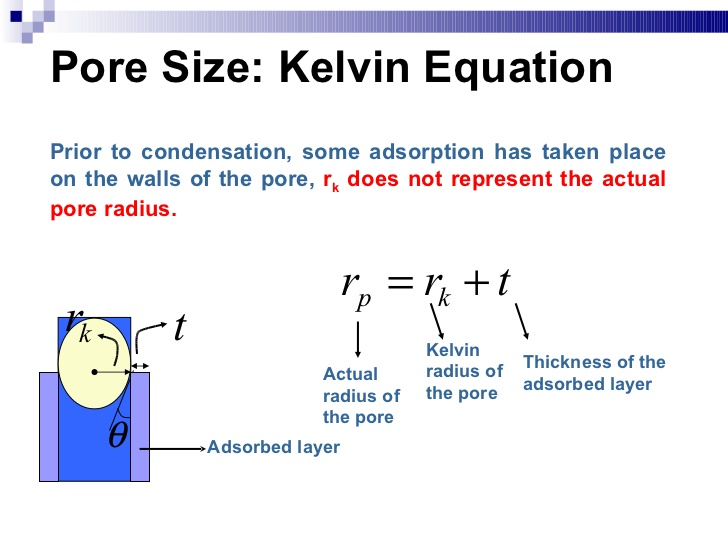 Pore Size: Kelvin Equation
Prior to condensation, some adsorption has taken place
on the walls of the pore, rk does not represent the actual
pore radius.
rp = rk + t
rk
t
Kelvin
radius of
the pore
Thickness of the
adsorbed layer
Actual
radius of
the pore
θ
Adsorbed layer